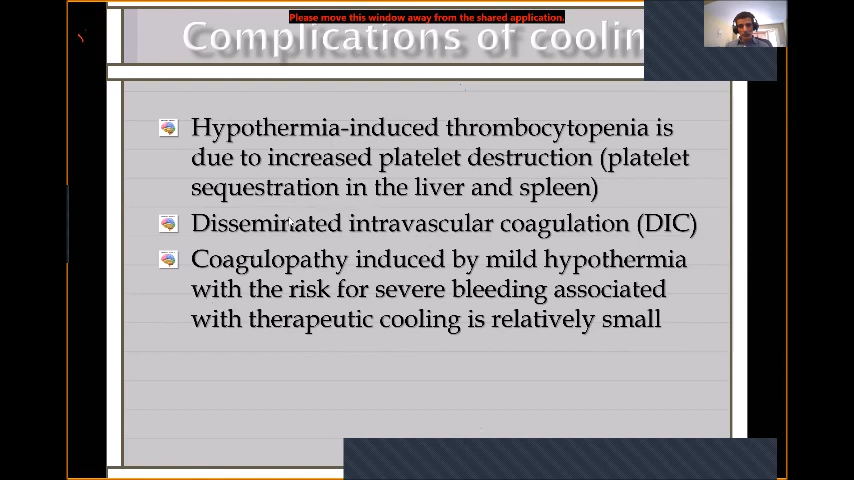 Please move this window away from the shared application.
Complications of coolin
Hypothermia-induced thrombocytopenia is
due to increased platelet destruction (platelet
sequestration in the liver and spleen)
Disseminated intravascular coagulation (DIC)
Coagulopathy induced by mild hypothermia
with the risk for severe bleeding associated
with therapeutic cooling is relatively small